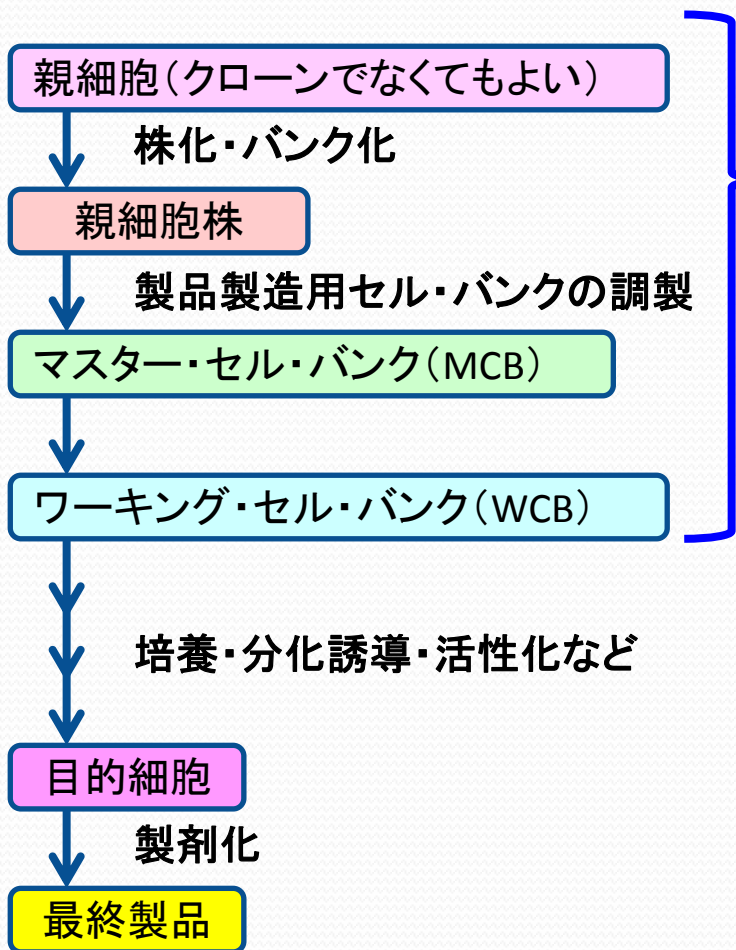 親細胞（クローンでなくてもよい）
株化・バンク化
親細胞株
製品製造用セル・バンクの調製
マスター・セル・バンク（MCB）
ワーキング・セル・バンク（WCB）
培養・分化誘導・活性化など
目的細胞
製剤化
最終製品